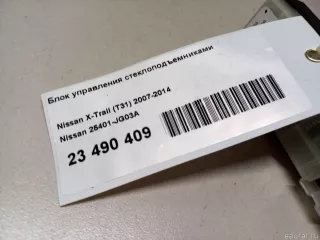 Блок управления стеклоподъемниками
Nissan X-Trail (T31) 2007-2014
Nissan 25401-JG03A
23 490 409